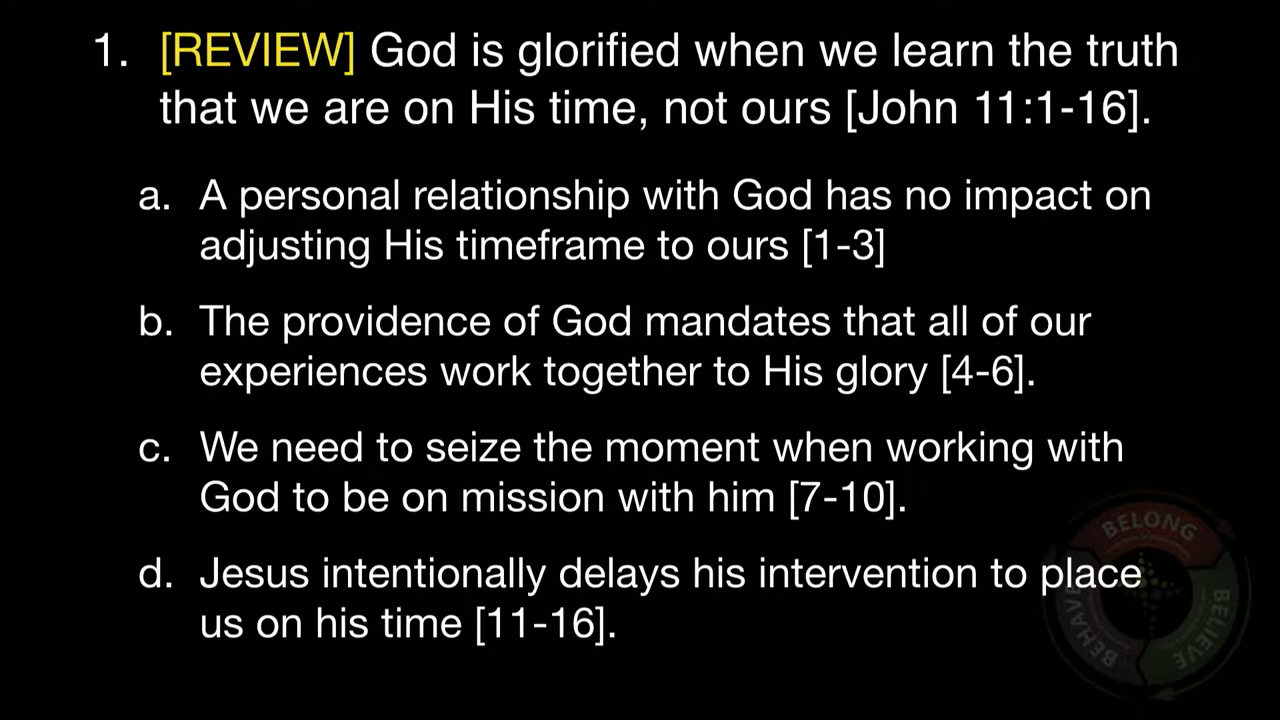 1. [REVIEW] God is glorified when we learn the truth
that we are on His time, not ours [John 11:1-16].
a. A personal relationship with God has no impact on
adjusting His timeframe to ours [1-3]
b. The providence of God mandates that all of our
experiences work together to His glory [4-6].
c. We need to seize the moment when working with
God to be on mission with him [7-10].
d. Jesus intentionally delays his intervention to place
us on his time [11-16].
BELONG
BELIEVE
BEHAVE